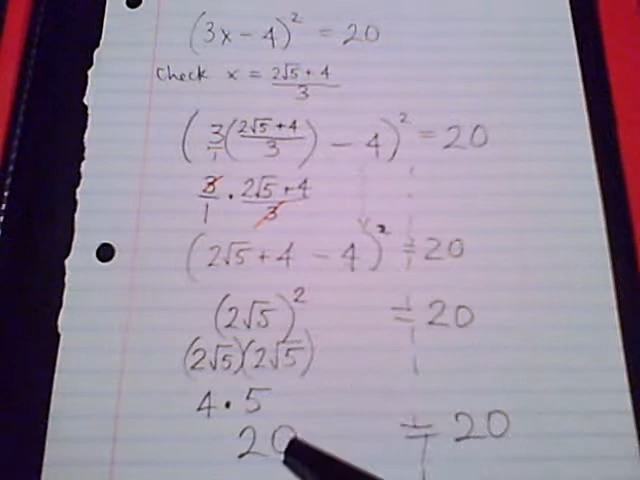 (3x - 4)² = 20
Check x = (2√5 + 4)/3
(3/1((2√5 + 4)/3) - 4)² = 20
3/1 · (2√5 + 4)/3
(2√5 + 4 - 4)² = 20
(2√5)² = 20
(2√5)(2√5)
4 · 5
20 = 20